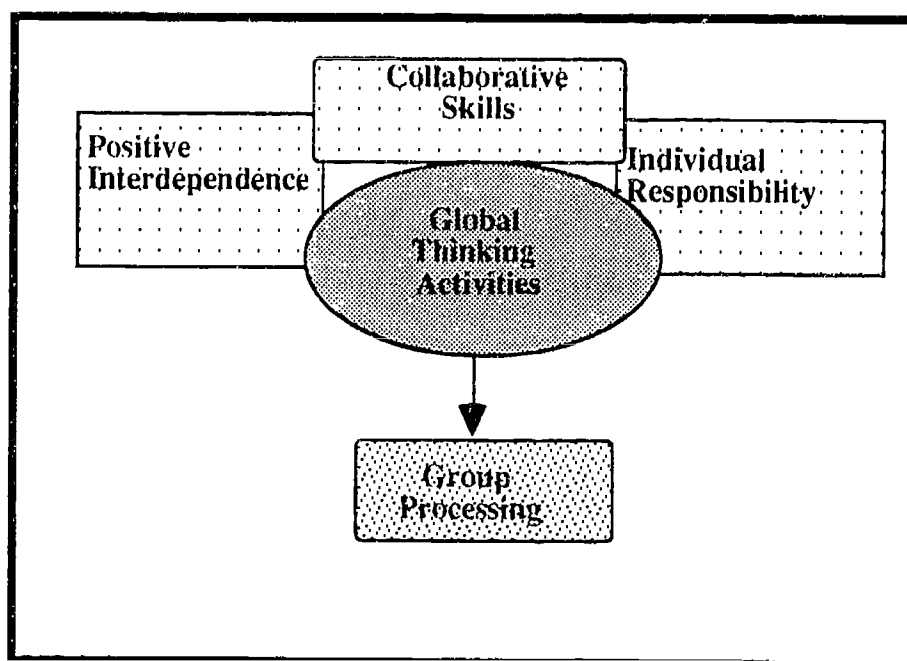 Collaborative
Skills
Positive
Interdependence
Individual
Responsibility
Global
Thinking
Activities
Group
Processing